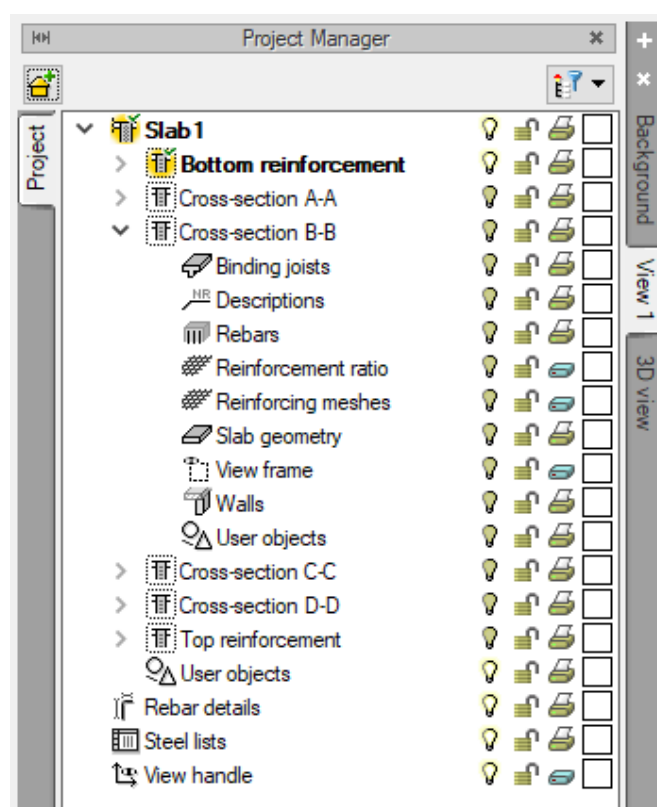 Project Manager
Project
Slab1
Bottom reinforcement
Cross-section A-A
Cross-section B-B
Binding joists
NR Descriptions
Rebars
Reinforcement ratio
Reinforcing meshes
Slab geometry
View frame
Walls
User objects
Cross-section C-C
Cross-section D-D
Top reinforcement
User objects
Rebar details
Steel lists
View handle
Background
View 1
3D view